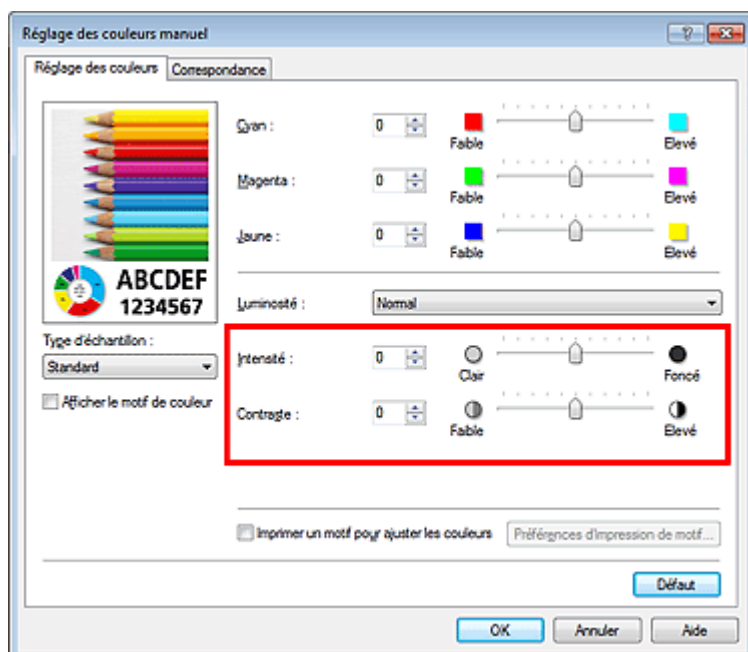 Réglage des couleurs manuel
Réglage des couleurs Correspondance
Cyan : 0 Faible Elevé
Magenta : 0 Faible Elevé
Jaune : 0 Faible Elevé
ABCDEF
1234567
Luminosité : Normal
Type d'échantillon :
Standard
Afficher le motif de couleur
Intensité : 0 Clair Foncé
Contraste : 0 Faible Elevé
Imprimer un motif pour ajuster les couleurs Préférences d'impression de motif...
Défaut
OK Annuler Aide